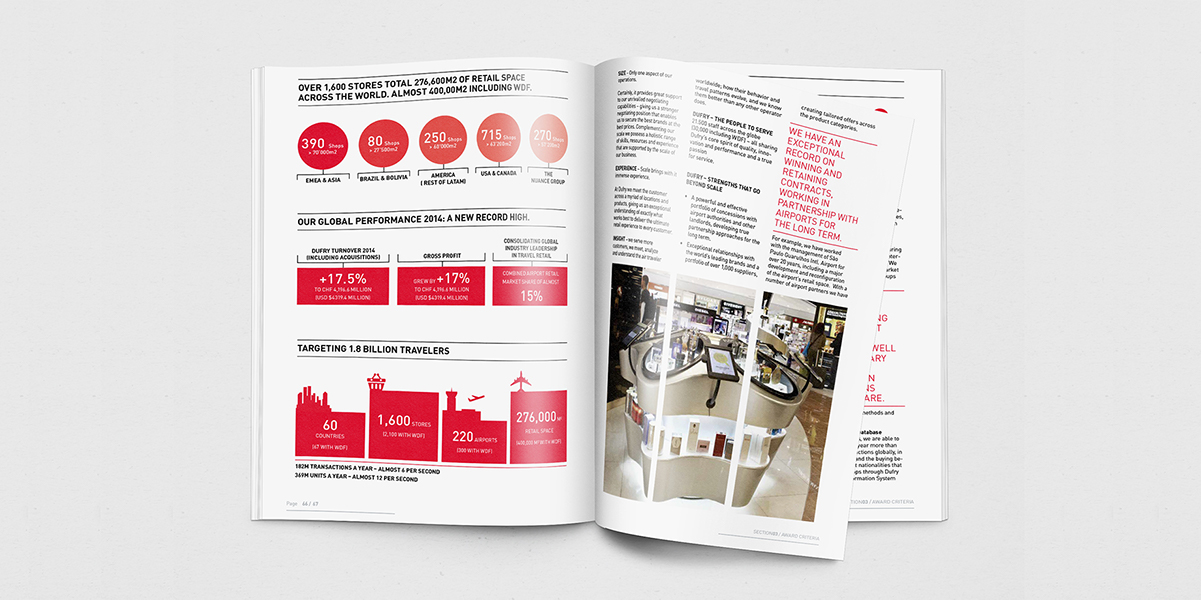 OVER 1,600 STORES TOTAL 276,600M2 OF RETAIL SPACE
ACROSS THE WORLD. ALMOST 400,00M2 INCLUDING WDF.
390 Shops
EMEA & ASIA
80 Shops
BRAZIL & BOLIVIA
250 Shops
AMERICA
( REST OF LATAM)
715 Shops
USA & CANADA
270 Shops
THE
NUANCE GROUP
OUR GLOBAL PERFORMANCE 2014: A NEW RECORD HIGH.
DUFRY TURNOVER 2014
(INCLUDING ACQUISITIONS)
+17.5%
TO CHF 4,196.6 MILLION
(USD $4319.4 MILLION)
GROSS PROFIT
GREW BY +17%
TO CHF 4,196.6 MILLION
(USD $4319.4 MILLION)
CONSOLIDATING GLOBAL
INDUSTRY LEADERSHIP
IN TRAVEL RETAIL
COMBINED AIRPORT RETAIL
MARKET SHARE OF ALMOST
15%
TARGETING 1.8 BILLION TRAVELERS
60
COUNTRIES
(67 WITH WDF)
1,600 STORES
(2,100 WITH WDF)
220 AIRPORTS
(300 WITH WDF)
276,000 M²
RETAIL SPACE
(400,000 M² WITH WDF)
182M TRANSACTIONS A YEAR – ALMOST 6 PER SECOND
369M UNITS A YEAR – ALMOST 12 PER SECOND
Page 66 / 67
SIZE - Only one aspect of our
operations.
Certainly, it provides great support
to our unrivalled negotiating
capabilities – giving us a stronger
negotiating position that enables
us to secure the best brands at the
best prices. Complementing our
scale we possess a holistic range
of skills, resources and experience
that are supported by the scale of
our business.
EXPERIENCE - Scale brings with it
immense experience.
At Dufry we meet the customer
across a myriad of locations and
products, giving us an exceptional
understanding of exactly what
works best to deliver the ultimate
retail experience to every customer.
INSIGHT – we serve more
customers, we meet, analyze
and understand the air traveler
worldwide; how their behavior and
travel patterns evolve, and we know
them better than any other operator
does.
DUFRY – THE PEOPLE TO SERVE
21,500 staff across the globe
(30,000 including WDF) – all sharing
Dufry's core spirit of quality, inno-
vation and performance and a true
passion
for service.
DUFRY – STRENGTHS THAT GO
BEYOND SCALE
• A powerful and effective
portfolio of concessions with
airport authorities and other
landlords, developing true
partnership approaches for the
long term.
• Exceptional relationships with
the world's leading brands and a
portfolio of over 1,000 suppliers,
creating tailored offers across
the product categories.
WE HAVE AN
EXCEPTIONAL
RECORD ON
WINNING AND
RETAINING
CONTRACTS,
WORKING IN
PARTNERSHIP WITH
AIRPORTS FOR
THE LONG TERM.
For example, we have worked
with the management of São
Paulo Guarulhos Intl. Airport for
over 20 years, including a major
development and reconfiguration
of the airport's retail space. With a
number of airport partners we have
SECTION03 / AWARD CRITERIA
WELL
ARE.
methods and
database
s, we are able to
year more than
ctions globally, in
and the buying be-
t nationalities that
ps through Dufry
ormation System
CTION03 / AWARD CRITERIA